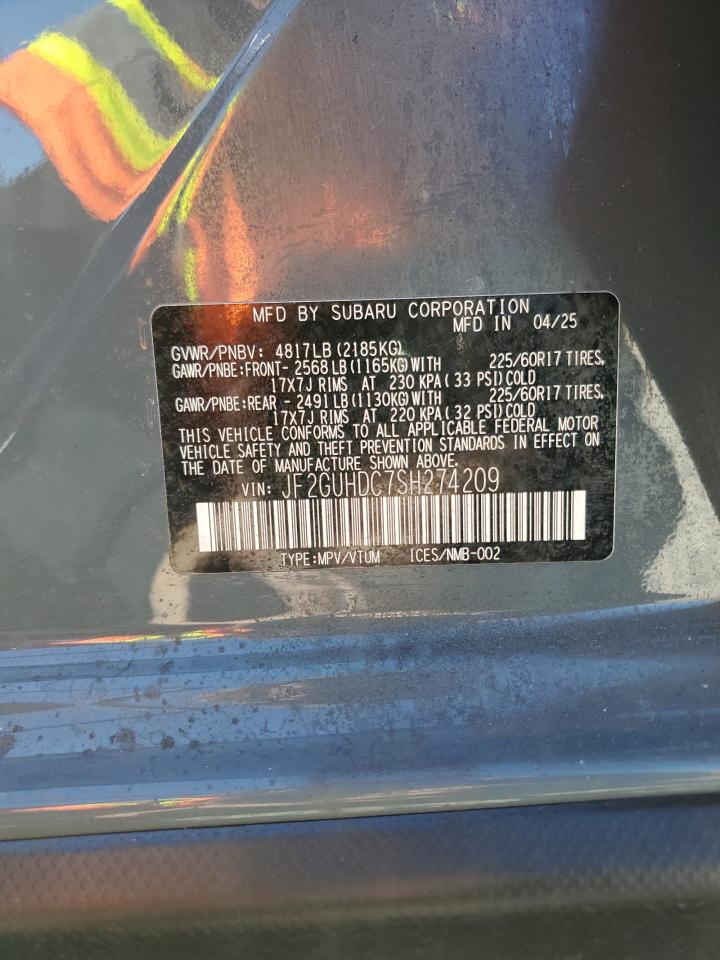 MFD BY SUBARU CORPORATION
MFD IN 04/25
GVWR/PNBV: 4817LB (2185KG)
GAWR/PNBE:FRONT- 2568 LB (1165KG) WITH 225/60R17 TIRES,
17X7J RIMS AT 230 KPA (33 PSI) COLD
GAWR/PNBE:REAR - 2491 LB (1130KG) WITH 225/60R17 TIRES,
17X7J RIMS AT 220 KPA (32 PSI) COLD
THIS VEHICLE CONFORMS TO ALL APPLICABLE FEDERAL MOTOR
VEHICLE SAFETY AND THEFT PREVENTION STANDARDS IN EFFECT ON
THE DATE OF MANUFACTURE SHOWN ABOVE.
VIN: JF2GUHDC7SH274209
TYPE:MPV/VTUM ICES/NMB-002